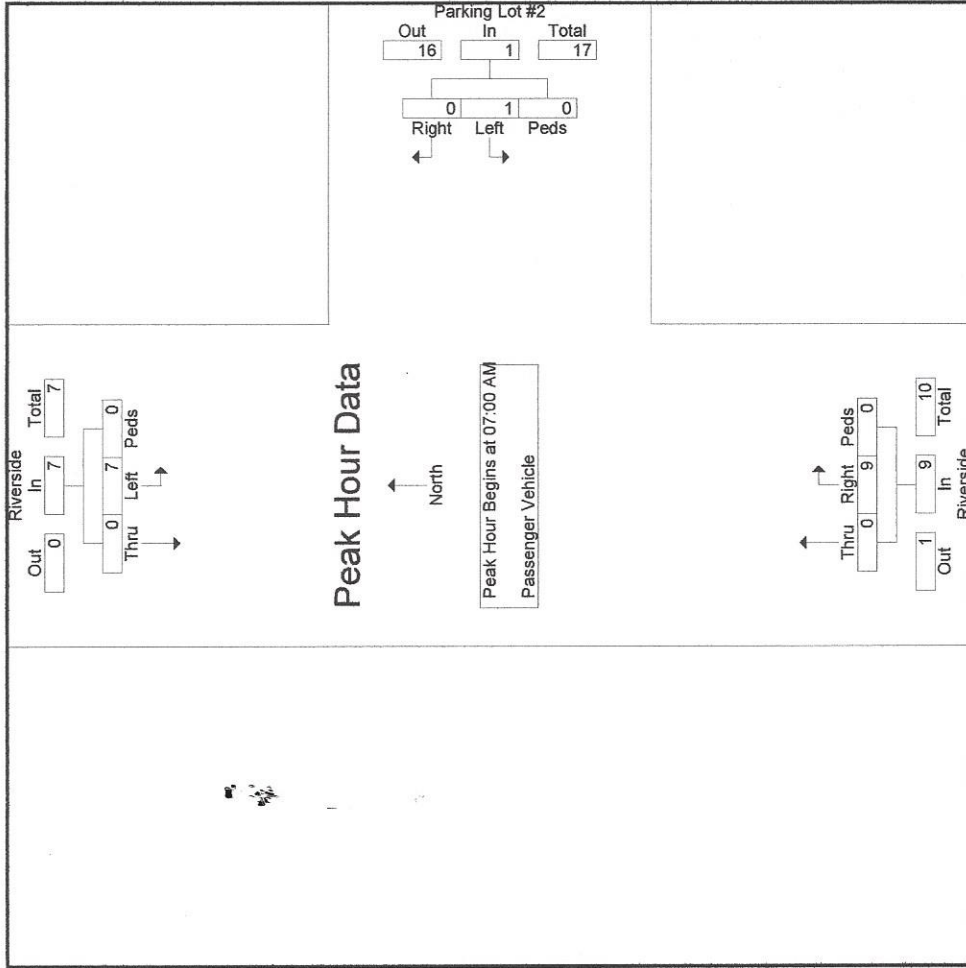 Parking Lot #2
Out In Total
16 1 17
0 1 0
Right Left Peds
Riverside
Out In Total
0 7 7
0 7 0
Thru Left Peds
Peak Hour Data
North
Peak Hour Begins at 07:00 AM
Passenger Vehicle
Thru Right Peds
0 9 0
1 9 10
Out In Total
Riverside